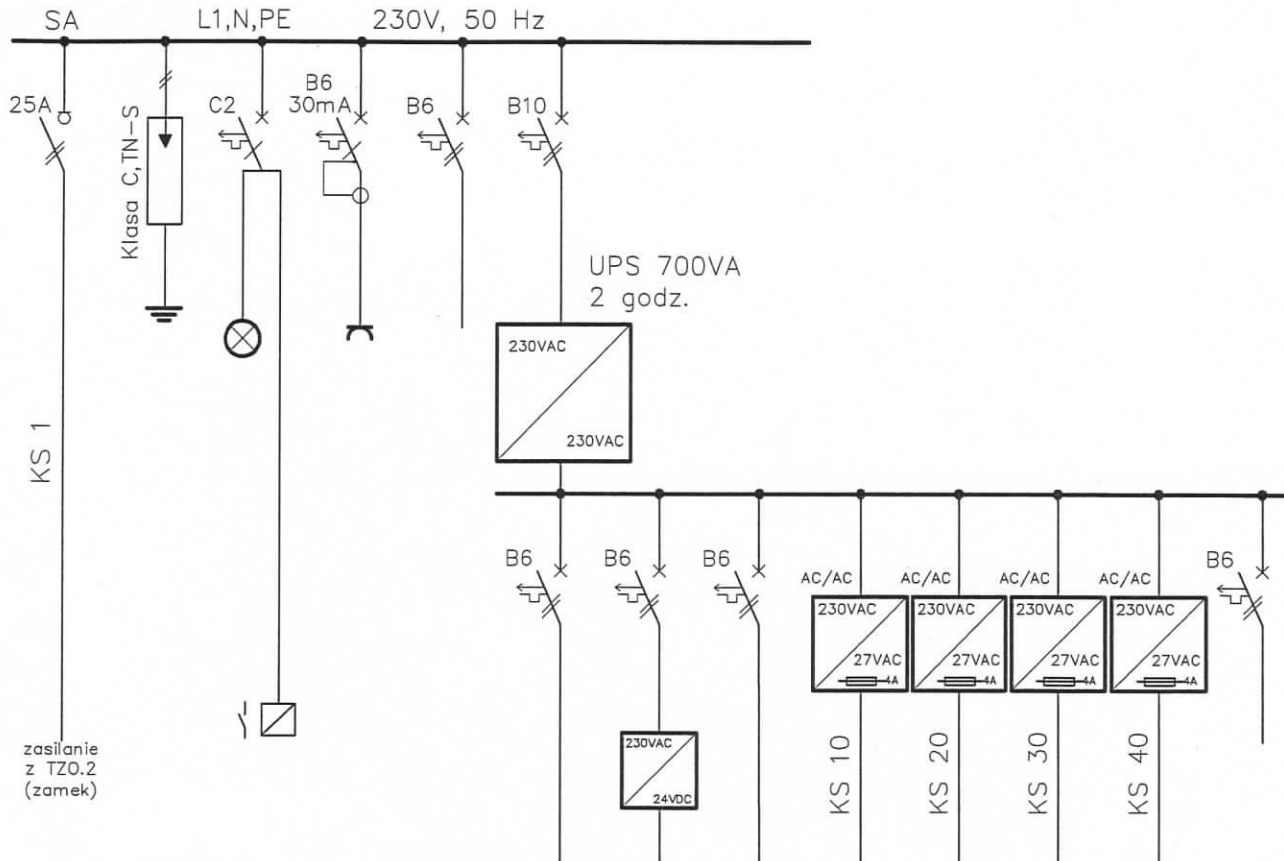 SA
L1,N,PE
230V, 50 Hz
25A
Klasa C,TN-S
C2
B6
30mA
B6
B10
UPS 700VA
2 godz.
230VAC
230VAC
KS 1
zasilanie
z TZ0.2
(zamek)
B6
B6
B6
AC/AC
AC/AC
AC/AC
AC/AC
B6
230VAC
230VAC
230VAC
230VAC
27VAC
27VAC
27VAC
27VAC
4A
4A
4A
4A
230VAC
24VDC
KS 10
KS 20
KS 30
KS 40